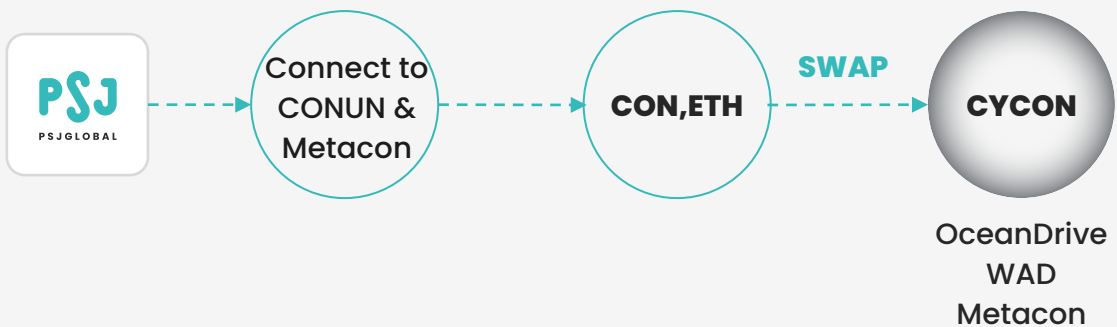 PSJ
PSJGLOBAL
Connect to
CONUN &
Metacon
CON,ETH
SWAP
CYCON
OceanDrive
WAD
Metacon